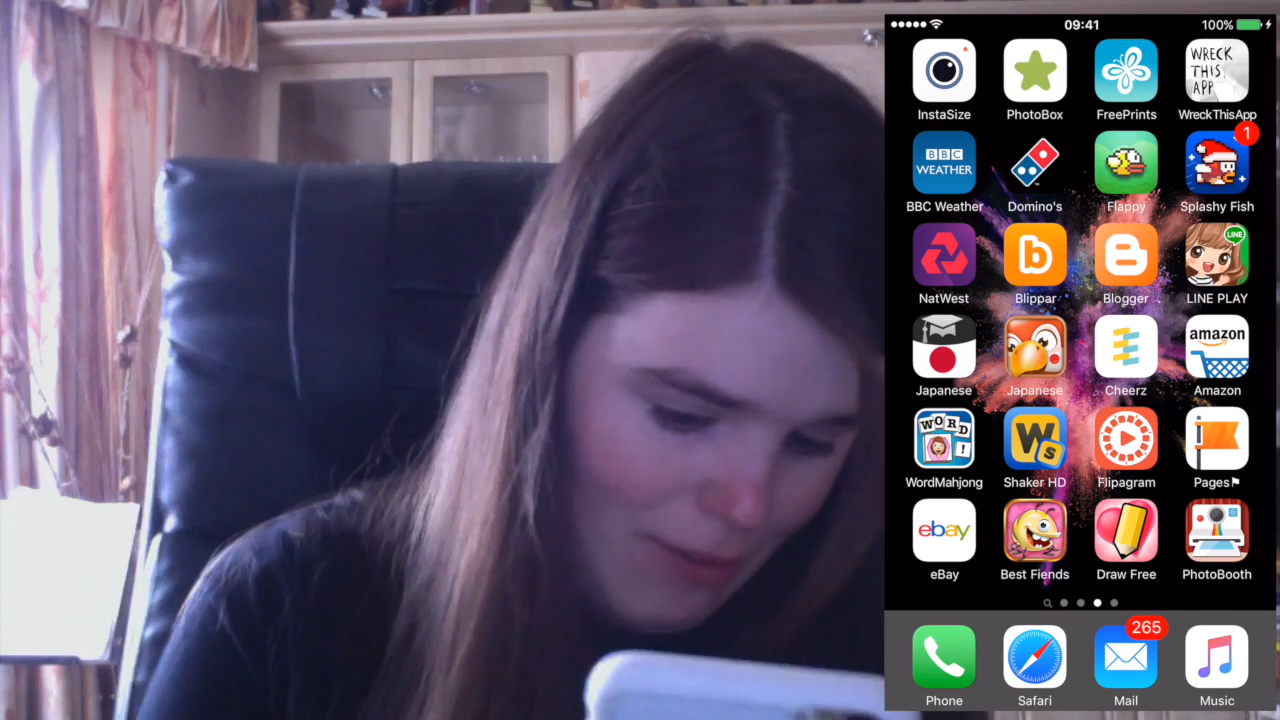 09:41 100%
InstaSize PhotoBox FreePrints WRECK THIS APP WreckThisApp
BBC WEATHER 1
BBC Weather Domino's Flappy Splashy Fish
LINE
NatWest Blippar Blogger LINE PLAY
amazon
Japanese Japanese Cheerz Amazon
WORD ! W S
WordMahjong Shaker HD Flipagram Pages
ebay
eBay Best Fiends Draw Free PhotoBooth
265
Phone Safari Mail Music